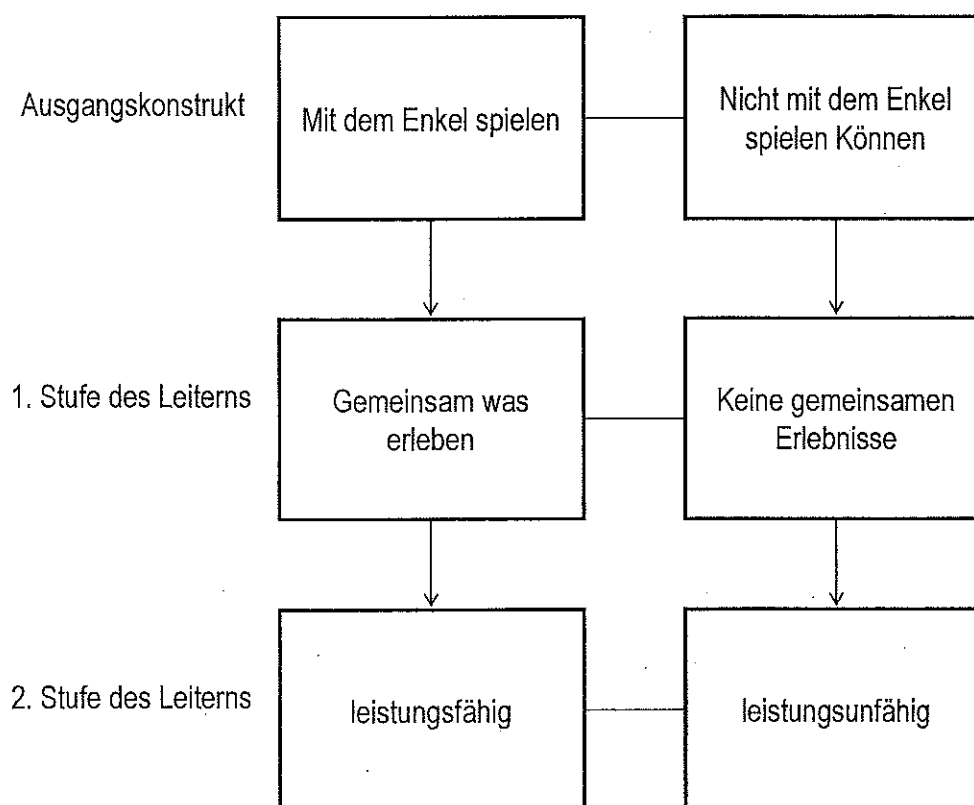 Ausgangskonstrukt
Mit dem Enkel spielen
Nicht mit dem Enkel
spielen Können
1. Stufe des Leiterns
Gemeinsam was
erleben
Keine gemeinsamen
Erlebnisse
2. Stufe des Leiterns
leistungsfähig
leistungsunfähig